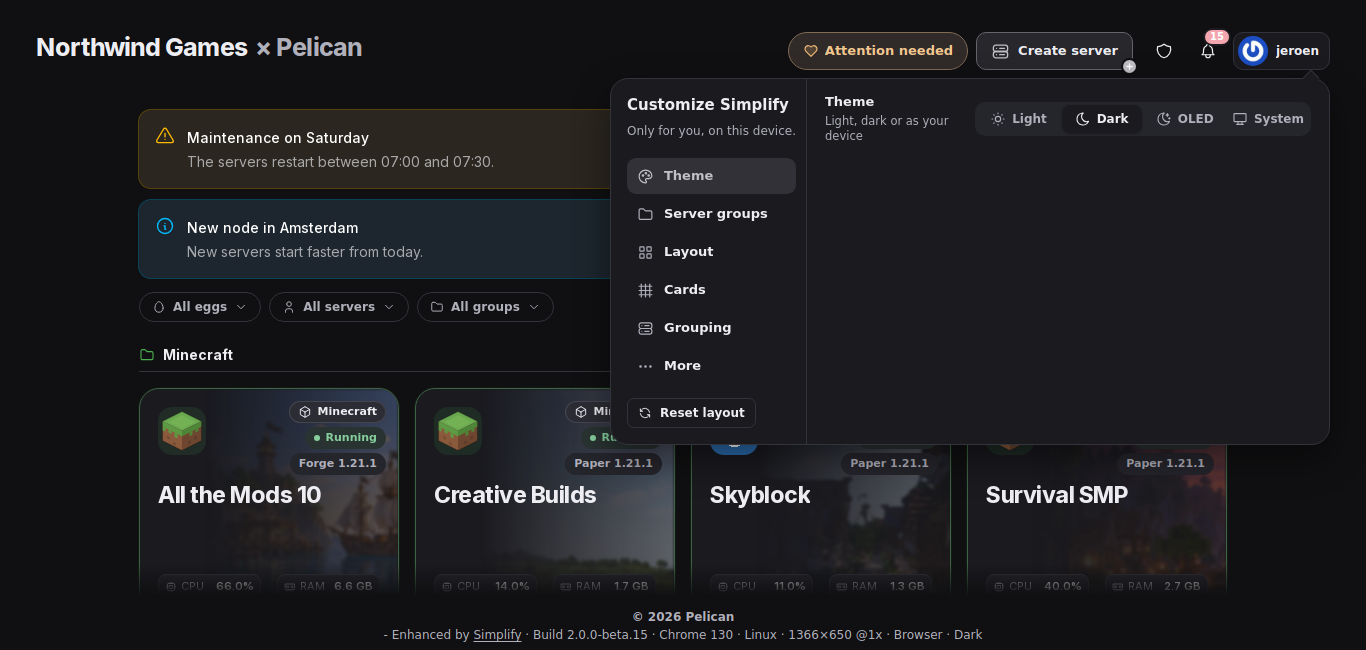 Northwind Games × Pelican
Attention needed
Create server
15
jeroen
Maintenance on Saturday
The servers restart between 07:00 and 07:30.
New node in Amsterdam
New servers start faster from today.
All eggs
All servers
All groups
Customize Simplify
Only for you, on this device.
Theme
Server groups
Layout
Cards
Grouping
More
Reset layout
Theme
Light, dark or as your
device
Light
Dark
OLED
System
Minecraft
Minecraft
Running
Forge 1.21.1
All the Mods 10
CPU 66.0%
RAM 6.6 GB
Paper 1.21.1
Creative Builds
CPU 14.0%
RAM 1.7 GB
Paper 1.21.1
Skyblock
CPU 11.0%
RAM 1.3 GB
Paper 1.21.1
Survival SMP
CPU 40.0%
RAM 2.7 GB
© 2026 Pelican
- Enhanced by Simplify · Build 2.0.0-beta.15 · Chrome 130 · Linux · 1366×650 @1x · Browser · Dark